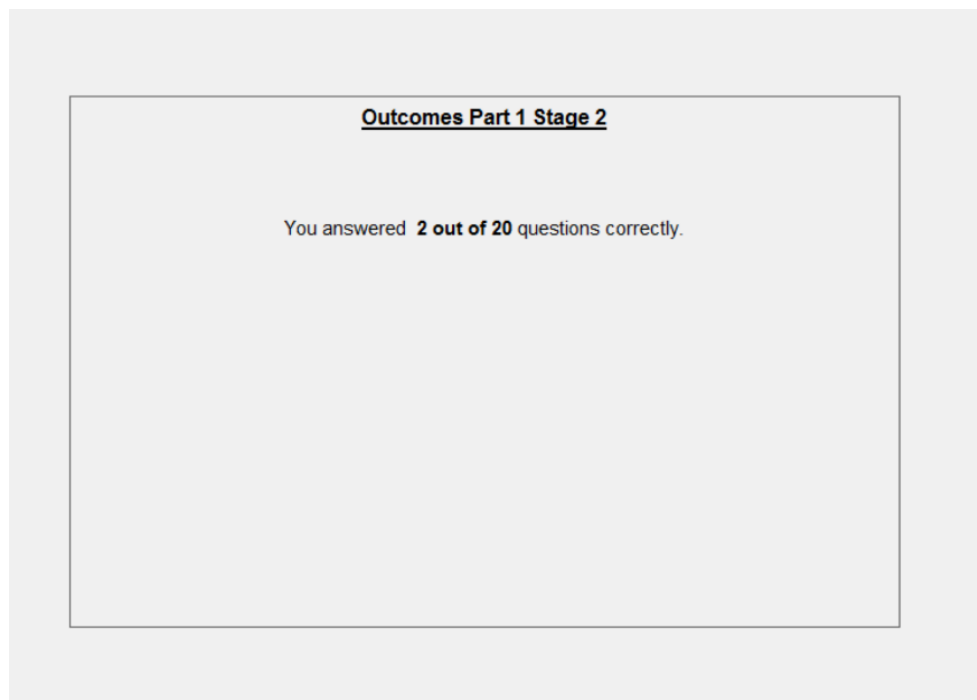 Outcomes Part 1 Stage 2
You answered 2 out of 20 questions correctly.